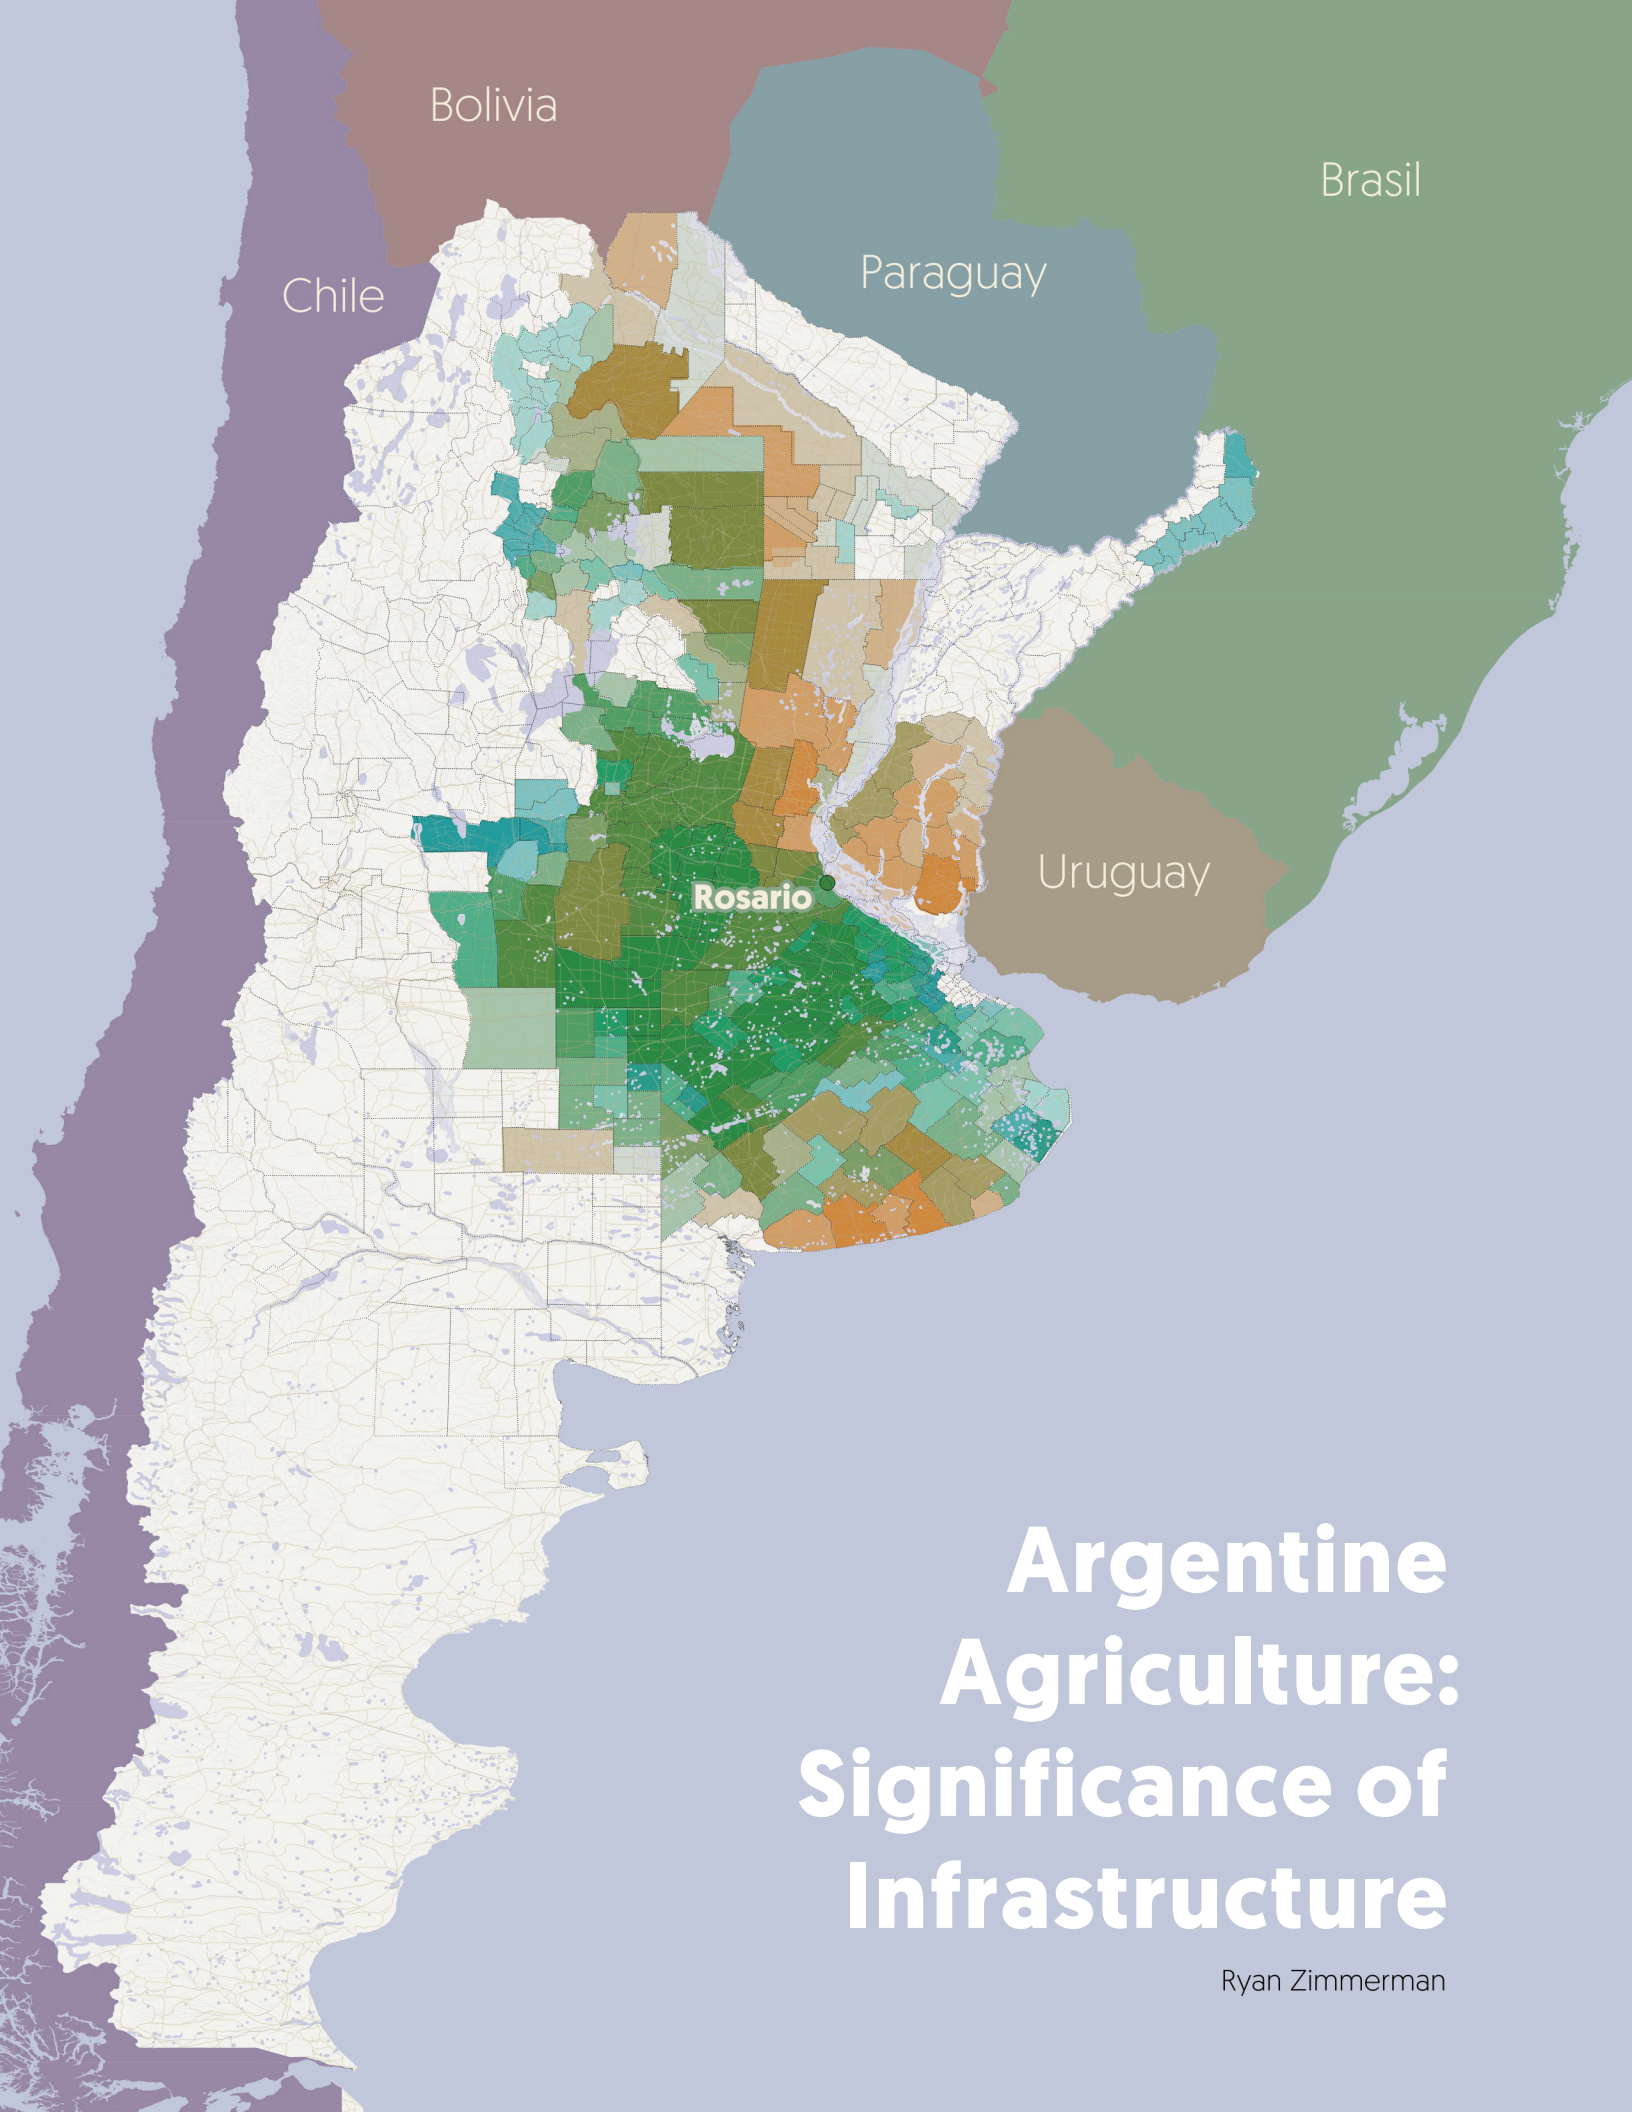 Bolivia
Brasil
Paraguay
Chile
Uruguay
Rosario
Argentine
Agriculture:
Significance of
Infrastructure
Ryan Zimmerman